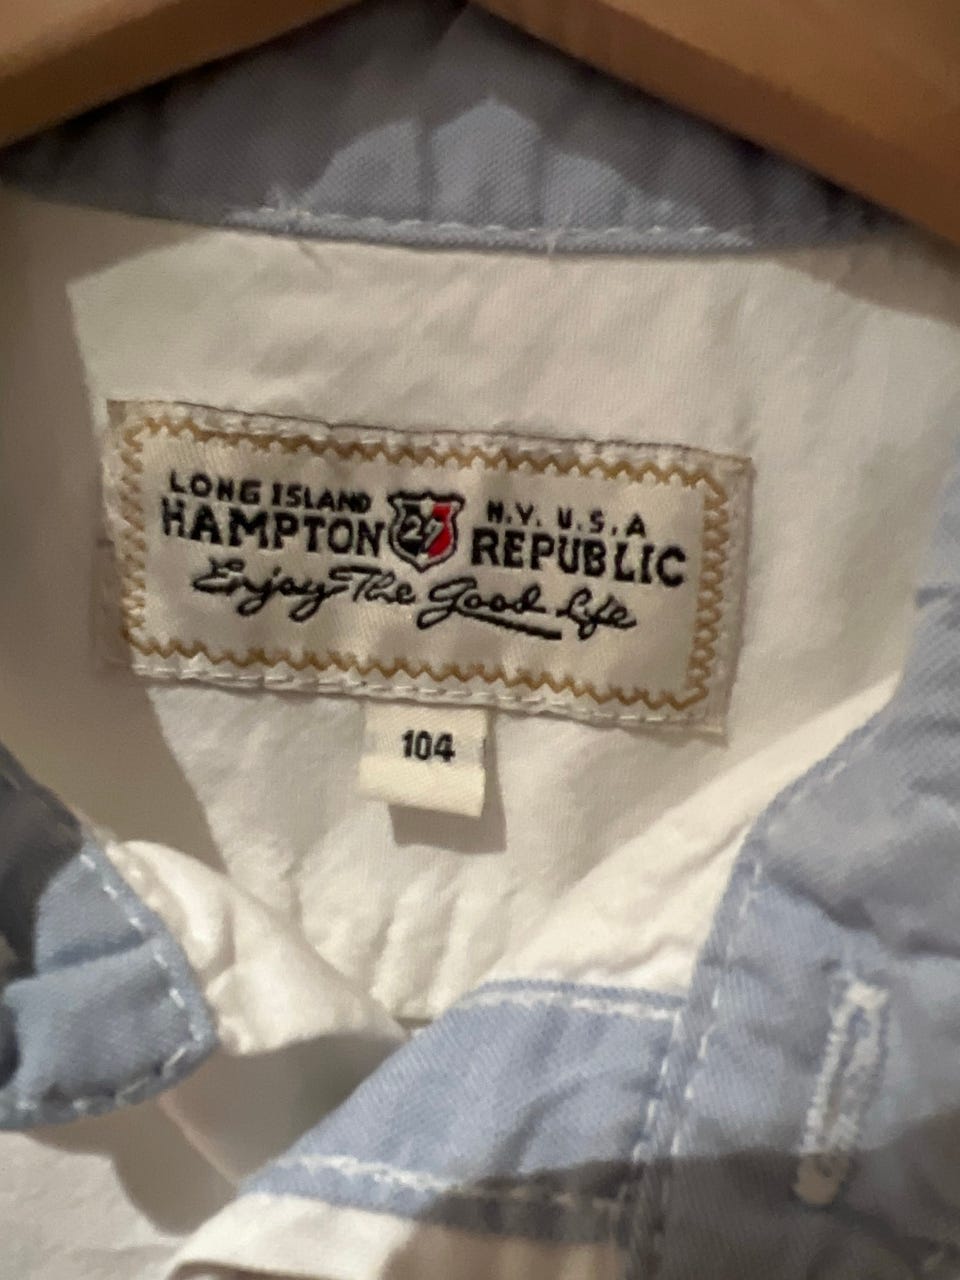 LONG ISLAND N.Y. U.S.A
HAMPTON 27 REPUBLIC
Enjoy The Good Life
104